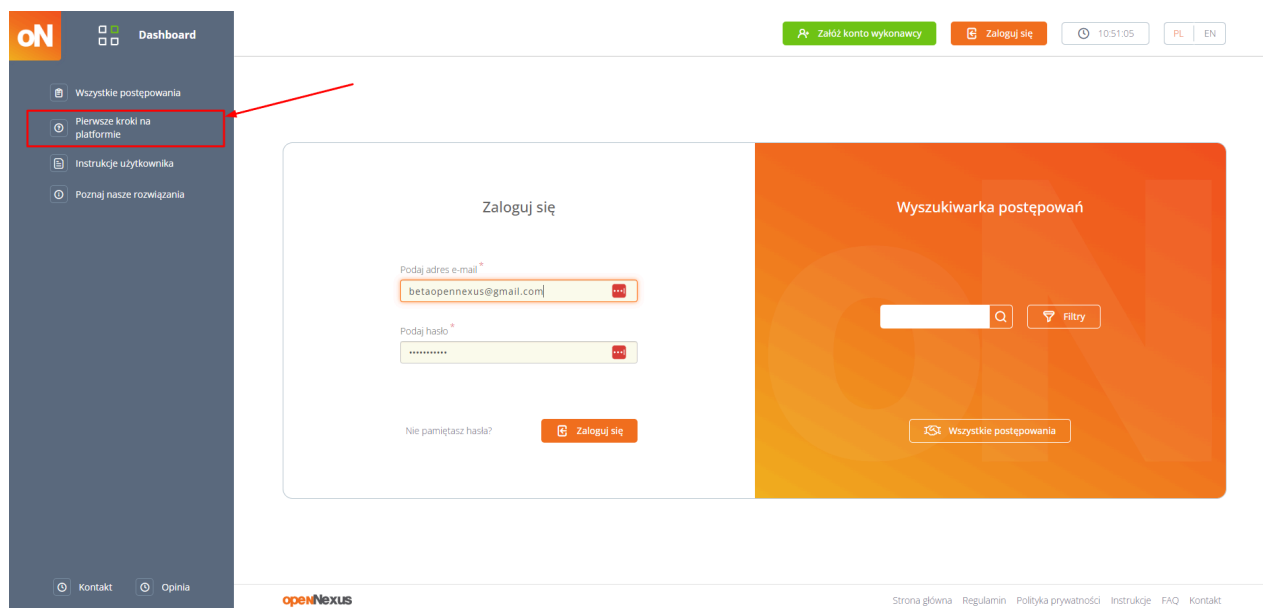 oN
Dashboard
Załóż konto wykonawcy
Zaloguj się
10:51:05
PL | EN
Wszystkie postępowania
Pierwsze kroki na
platformie
Instrukcje użytkownika
Poznaj nasze rozwiązania
Zaloguj się
Podaj adres e-mail *
betaopennexus@gmail.com
Podaj hasło *
•••••••••••
Nie pamiętasz hasła?
Zaloguj się
Wyszukiwarka postępowań
Filtry
Wszystkie postępowania
Kontakt
Opinia
openNexus
Strona główna Regulamin Polityka prywatności Instrukcje FAQ Kontakt